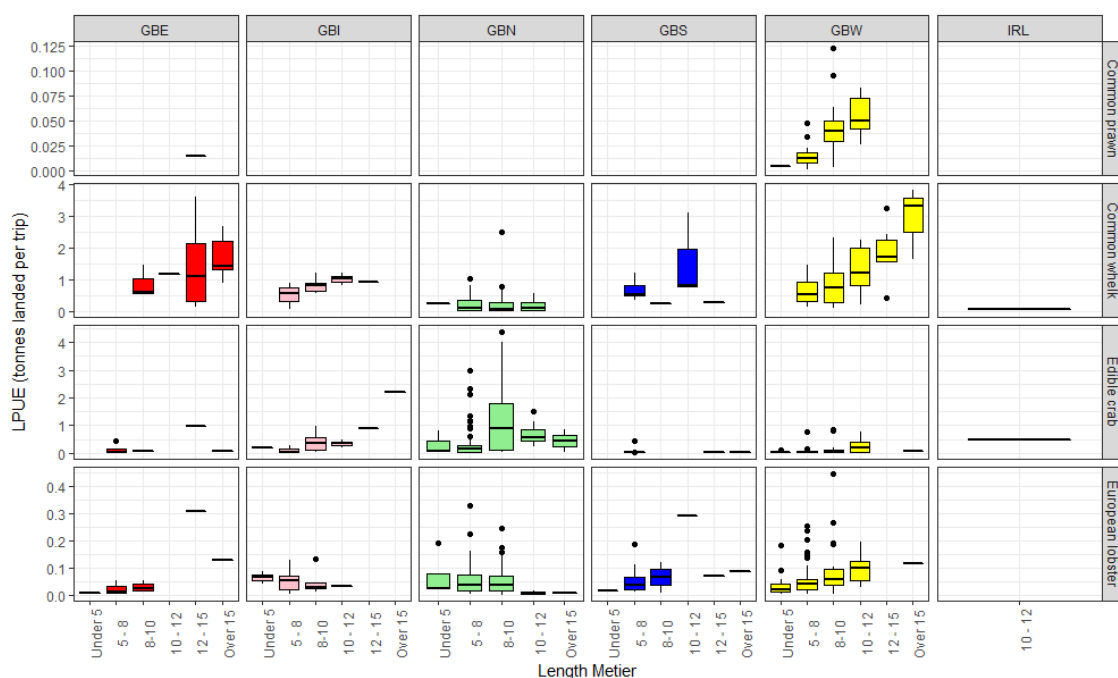 GBE GBI GBN GBS GBW IRL
0.125
0.100
0.075
0.050
0.025
0.000
Common prawn
4
3
2
1
0
Common whelk
4
3
2
1
0
Edible crab
0.4
0.3
0.2
0.1
0.0
European lobster
LPUE (tonnes landed per trip)
Under 5 5 - 8 8-10 10 - 12 12 - 15 Over 15 Under 5 5 - 8 8-10 10 - 12 12 - 15 Over 15 Under 5 5 - 8 8-10 10 - 12 12 - 15 Over 15 Under 5 5 - 8 8-10 10 - 12 12 - 15 Over 15 Under 5 5 - 8 8-10 10 - 12 12 - 15 Over 15 10 - 12
Length Metier